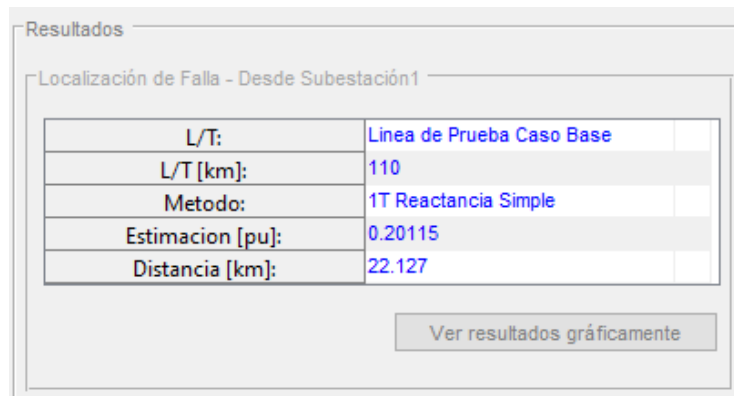 Resultados
Localización de Falla - Desde Subestación1
L/T: Linea de Prueba Caso Base
L/T [km]: 110
Metodo: 1T Reactancia Simple
Estimacion [pu]: 0.20115
Distancia [km]: 22.127
Ver resultados gráficamente